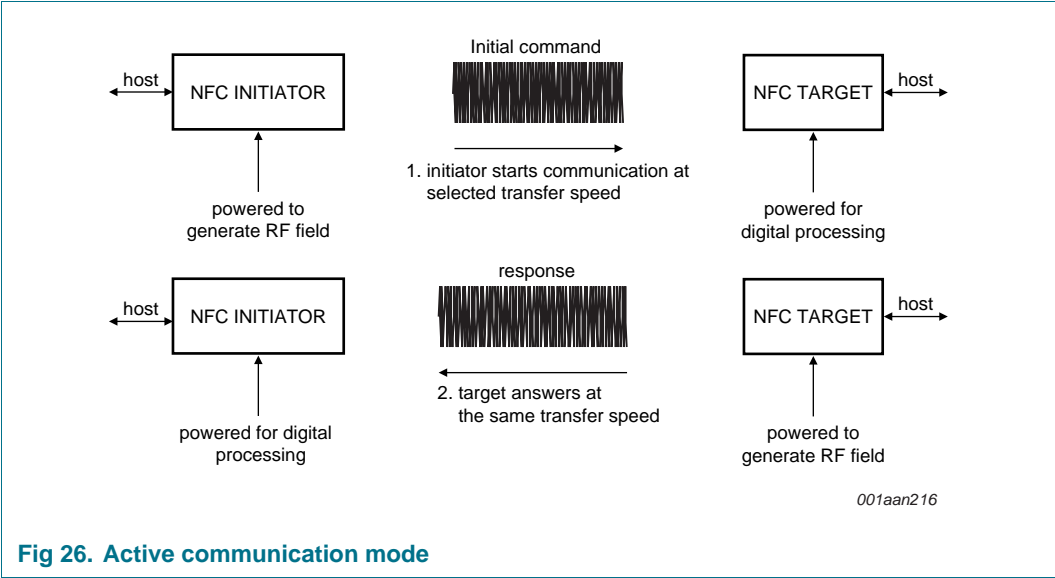 Initial command
host
NFC INITIATOR
NFC TARGET
host
1. initiator starts communication at
selected transfer speed
powered to
generate RF field
powered for
digital processing
response
host
NFC INITIATOR
NFC TARGET
host
2. target answers at
the same transfer speed
powered for digital
processing
powered to
generate RF field
001aan216
Fig 26. Active communication mode